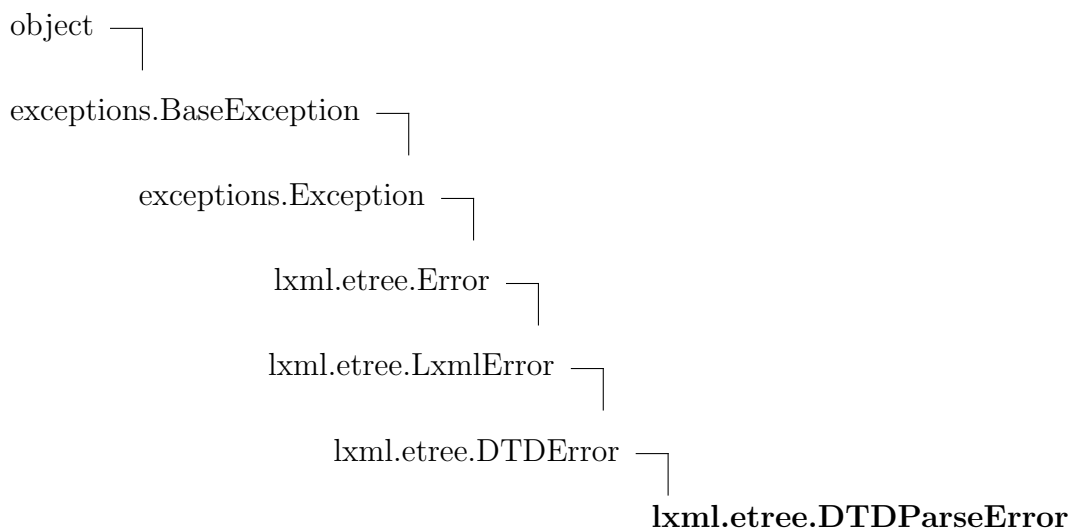 object
exceptions.BaseException
exceptions.Exception
lxml.etree.Error
lxml.etree.LxmlError
lxml.etree.DTDError
lxml.etree.DTDParseError